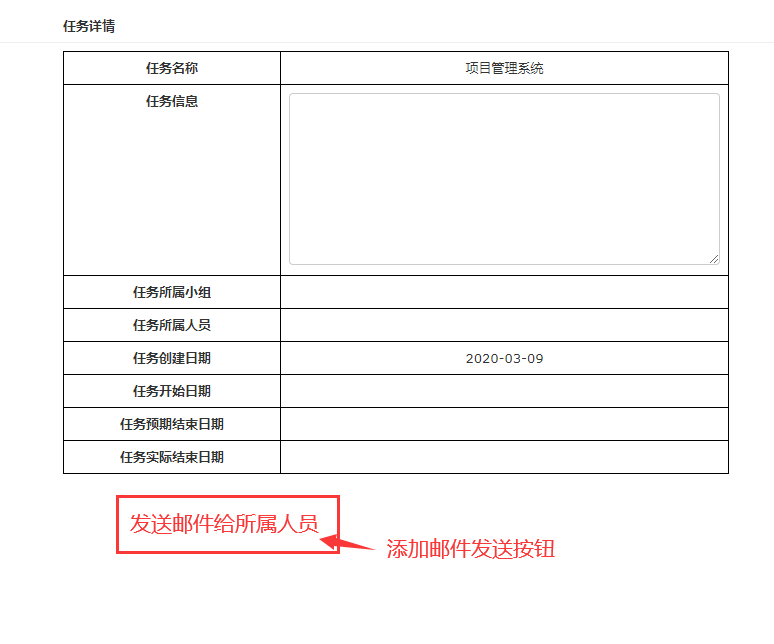 任务详情
任务名称 项目管理系统
任务信息
任务所属小组
任务所属人员
任务创建日期 2020-03-09
任务开始日期
任务预期结束日期
任务实际结束日期
发送邮件给所属人员
添加邮件发送按钮